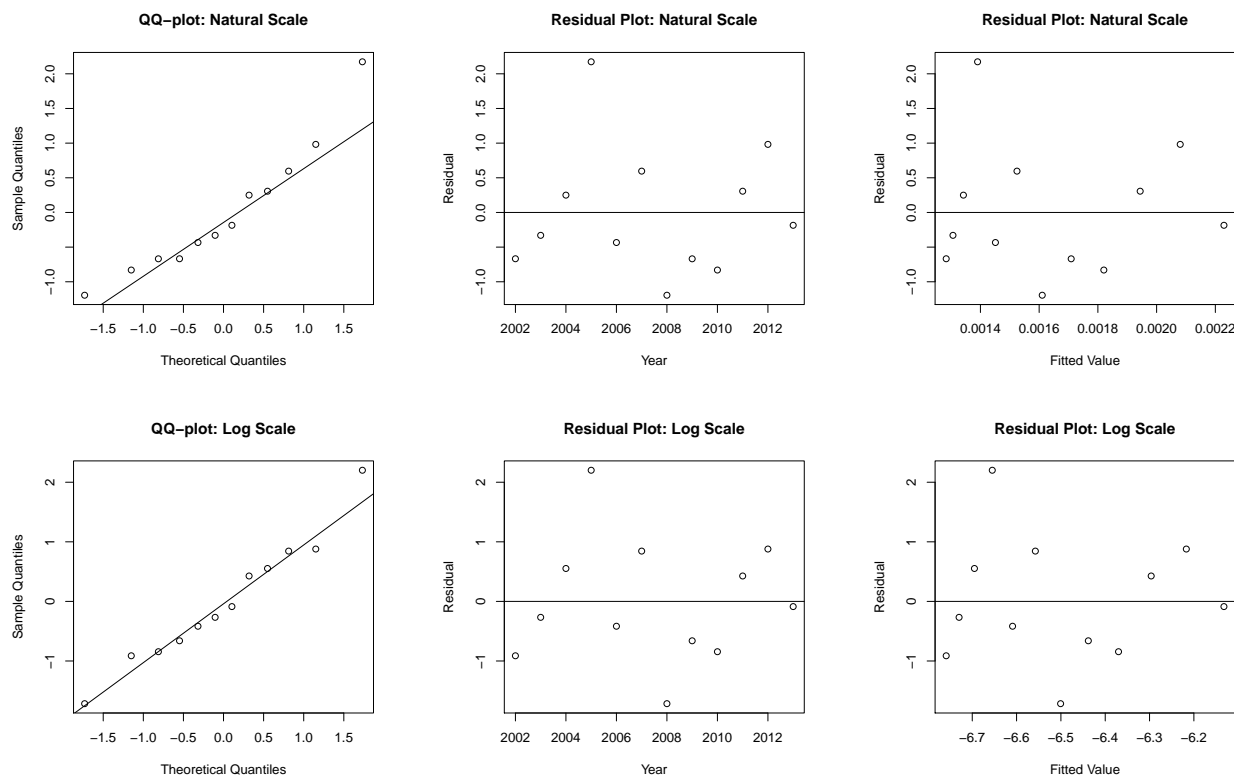 QQ−plot: Natural Scale
Sample Quantiles
2.0
1.5
1.0
0.5
0.0
−1.0
−1.5 −1.0 −0.5 0.0 0.5 1.0 1.5
Theoretical Quantiles
Residual Plot: Natural Scale
Residual
2.0
1.5
1.0
0.5
0.0
−1.0
2002 2004 2006 2008 2010 2012
Year
Residual Plot: Natural Scale
Residual
2.0
1.5
1.0
0.5
0.0
−1.0
0.0014 0.0016 0.0018 0.0020 0.0022
Fitted Value
QQ−plot: Log Scale
Sample Quantiles
2
1
0
−1
−1.5 −1.0 −0.5 0.0 0.5 1.0 1.5
Theoretical Quantiles
Residual Plot: Log Scale
Residual
2
1
0
−1
2002 2004 2006 2008 2010 2012
Year
Residual Plot: Log Scale
Residual
2
1
0
−1
−6.7 −6.6 −6.5 −6.4 −6.3 −6.2
Fitted Value